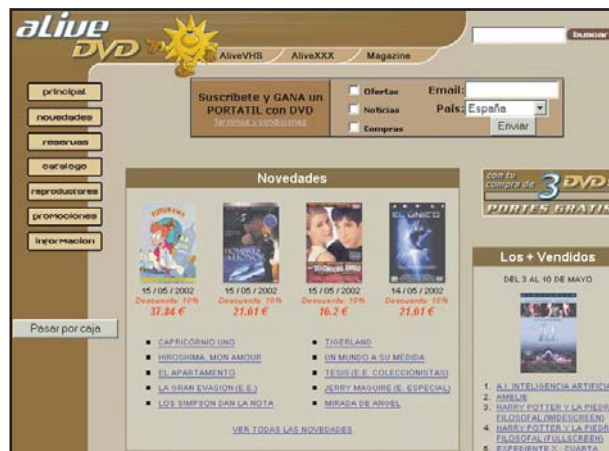 alive
DVD
AliveVHS AliveXXX Magazine
buscar
principal
novedades
reservas
catalogo
reproductores
promociones
informacion
Pasar por caja
Suscríbete y GANA un
PORTATIL con DVD
Terminos y condiciones
Ofertas
Noticias
Compras
Email:
País: España
Enviar
Novedades
FUTURAMA
EL ÚNICO
15 / 05 / 2002 15 / 05 / 2002 15 / 05 / 2002 14 / 05 / 2002
Descuento: 10% Descuento: 10% Descuento: 10% Descuento: 10%
37.84 € 21.01 € 16.2 € 21.01 €
CAPRICORNIO UNO
HIROSHIMA, MON AMOUR
EL APARTAMENTO
LA GRAN EVASION (E.E.)
LOS SIMPSON DAN LA NOTA
TIGERLAND
UN MUNDO A SU MEDIDA
TESIS (E.E. COLECCIONISTAS)
JERRY MAGUIRE (E. ESPECIAL)
MIRADA DE ANGEL
VER TODAS LAS NOVEDADES
con tu
compra de 3 DVD
PORTES GRATIS
Los + Vendidos
DEL 3 AL 10 DE MAYO
A.I.
1. A.I. INTELIGENCIA ARTIFICIA
2. AMELIE
3. HARRY POTTER Y LA PIEDR
FILOSOFAL (WIDESCREEN)
4. HARRY POTTER Y LA PIEDR
FILOSOFAL (FULLSCREEN)
5. EXPEDIENTE X - CUARTA